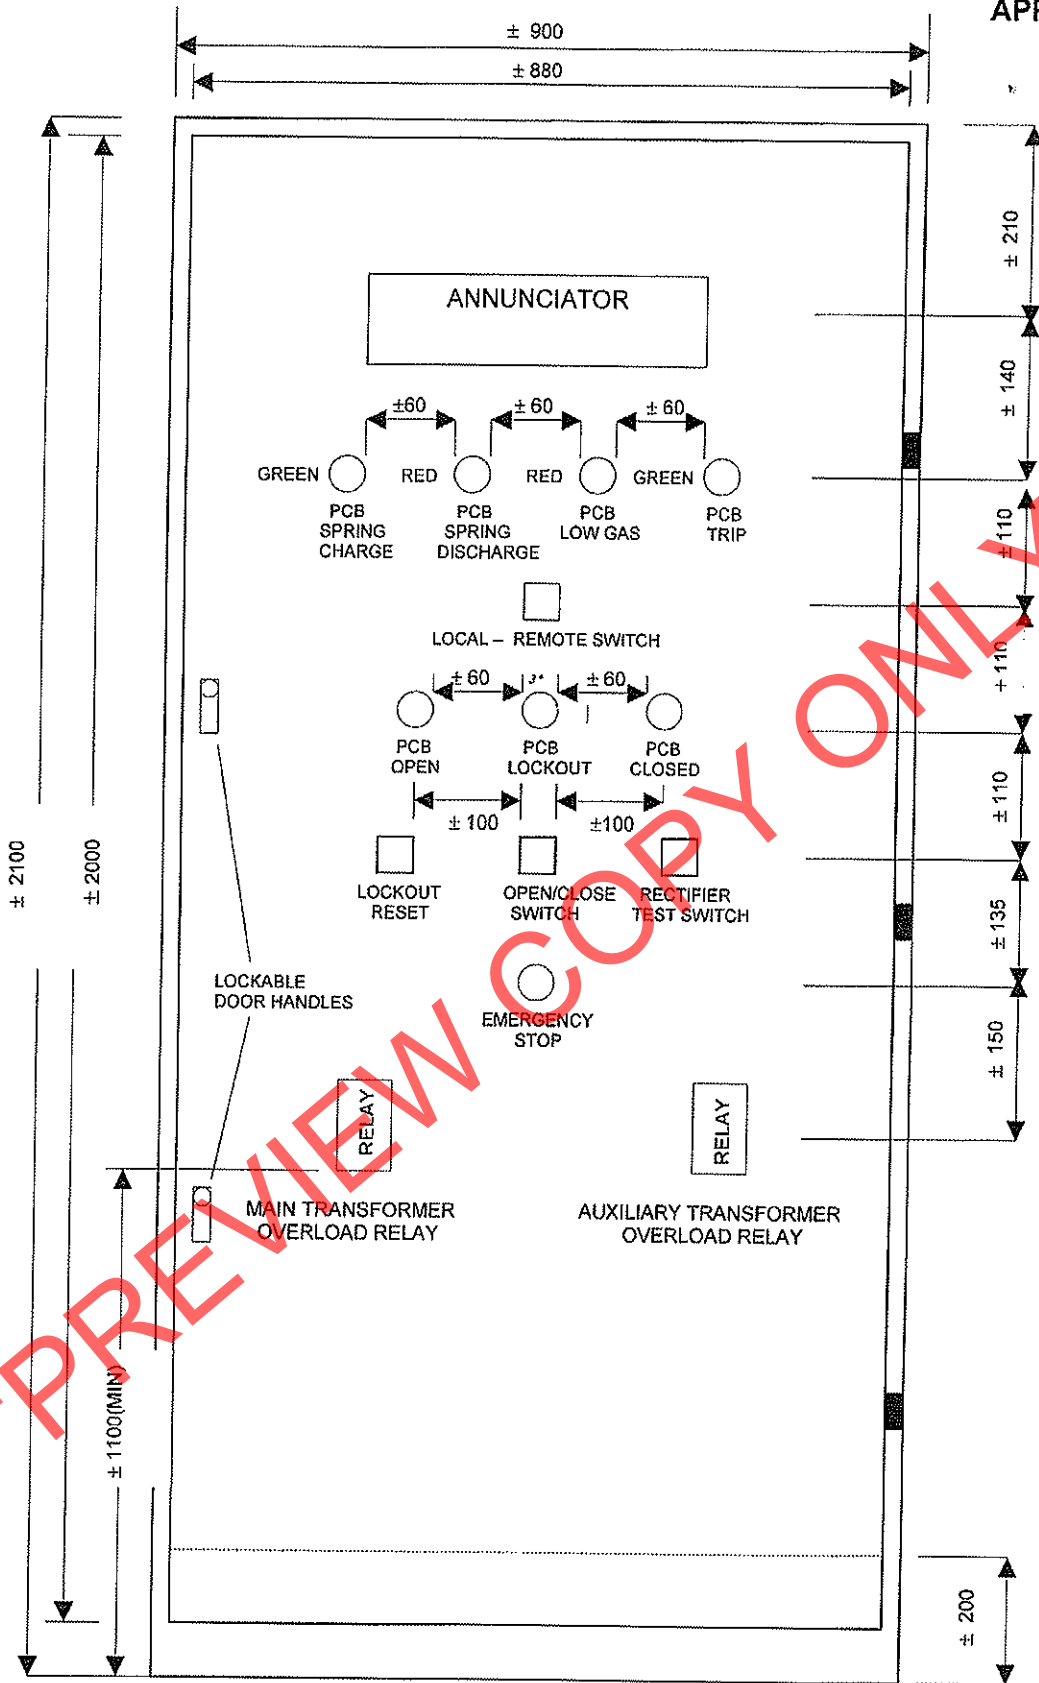 APP
± 900
± 880
± 210
ANNUNCIATOR
± 140
±60
± 60
± 60
GREEN
RED
RED
GREEN
PCB
SPRING
CHARGE
PCB
SPRING
DISCHARGE
PCB
LOW GAS
PCB
TRIP
± 110
LOCAL – REMOTE SWITCH
± 110
± 60
± 60
PCB
OPEN
PCB
LOCKOUT
PCB
CLOSED
± 110
± 100
±100
± 2100
± 2000
LOCKOUT
RESET
OPEN/CLOSE
SWITCH
RECTIFIER
TEST SWITCH
± 135
LOCKABLE
DOOR HANDLES
EMERGENCY
STOP
± 150
RELAY
RELAY
MAIN TRANSFORMER
OVERLOAD RELAY
AUXILIARY TRANSFORMER
OVERLOAD RELAY
± 1100(MIN)
± 200
PREVIEW COPY ONLY